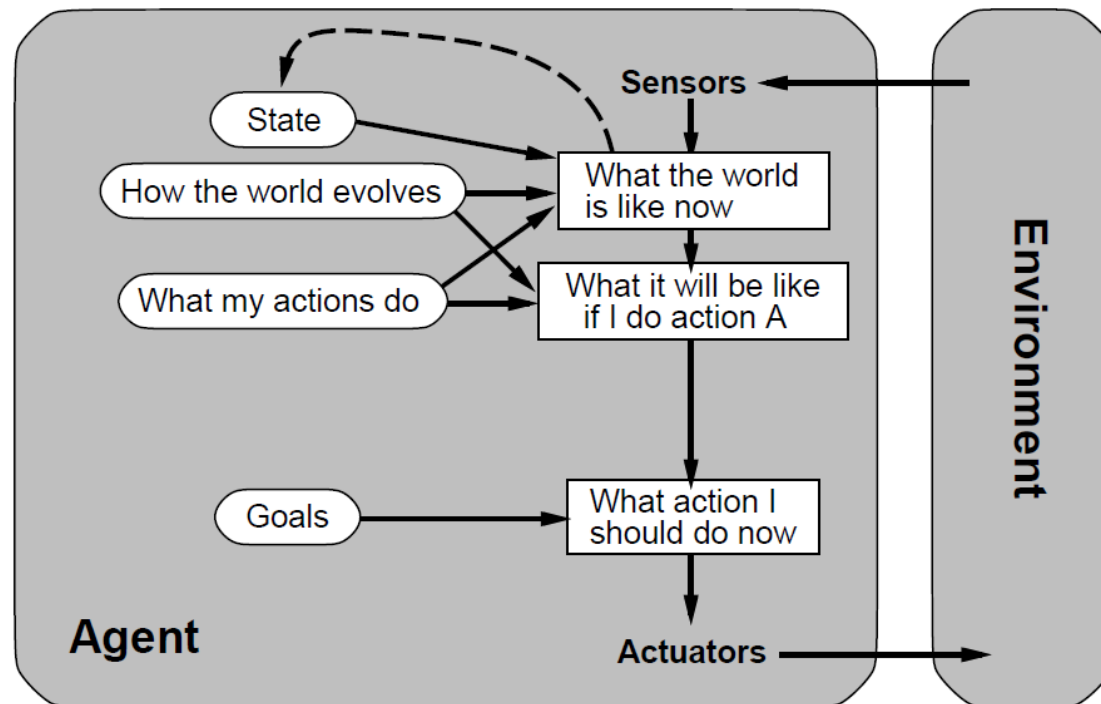 Sensors
State
What the world
is like now
How the world evolves
What it will be like
if I do action A
What my actions do
What action I
should do now
Goals
Agent
Actuators
Environment